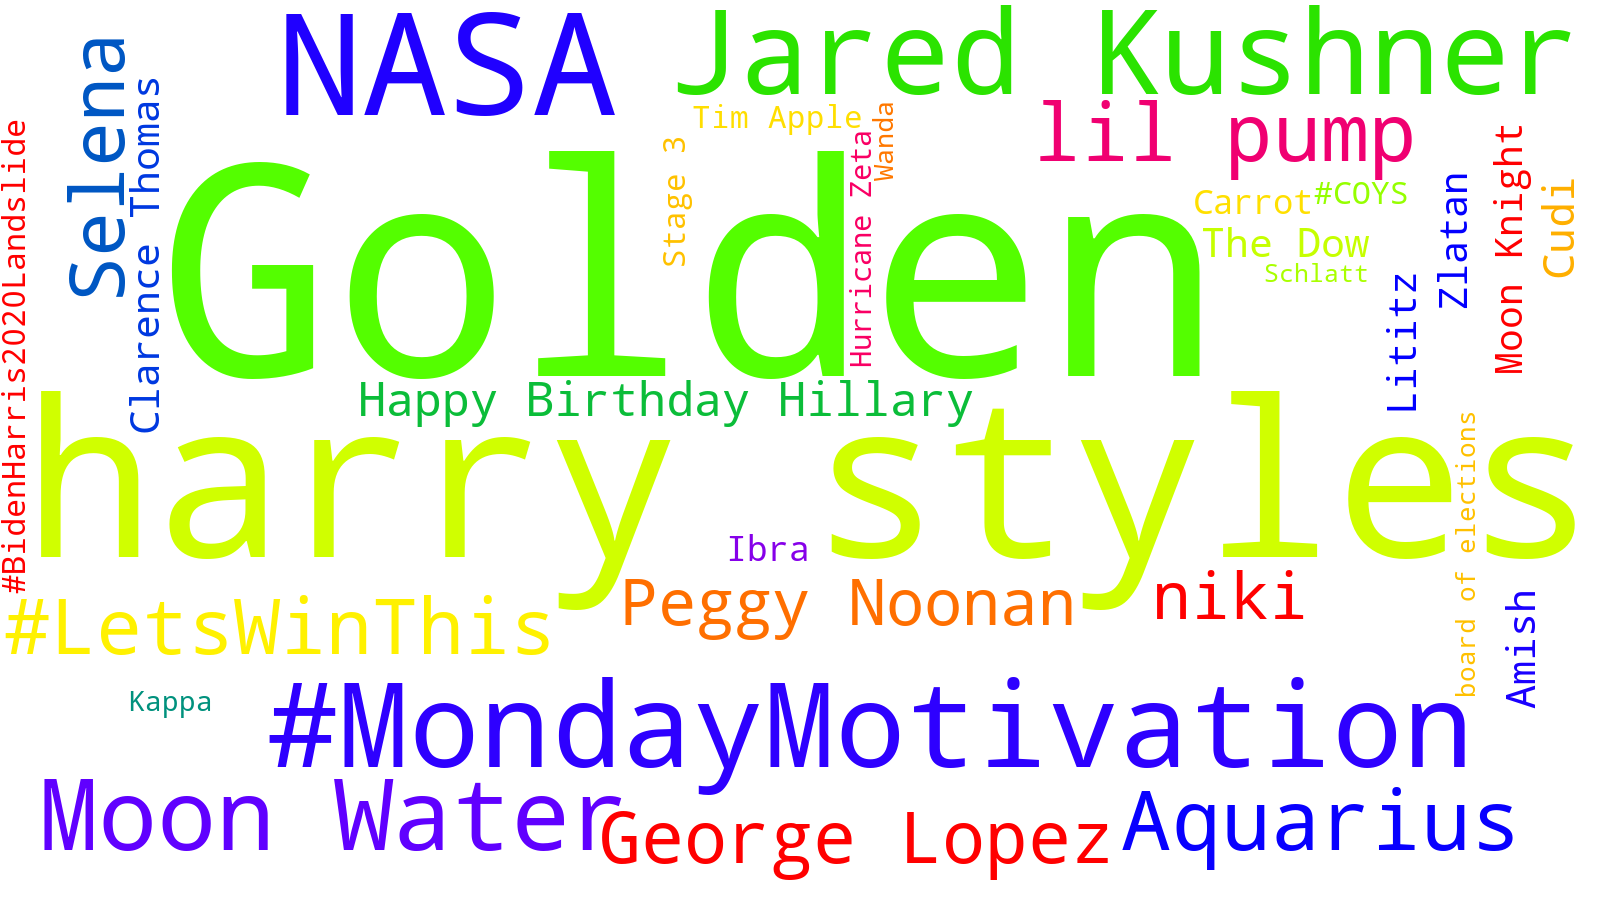 NASA
Jared Kushner
Selena
Clarence Thomas
#BidenHarris2020Landslide
Tim Apple
Wanda
lil pump
Stage 3
Hurricane Zeta
Golden
Carrot
#COYS
The Dow
Schlatt
Zlatan
Moon Knight
Cudi
Lititz
Happy Birthday Hillary
harry styles
board of elections
Ibra
Peggy Noonan
niki
#LetsWinThis
Amish
Kappa
#MondayMotivation
Moon Water
George Lopez
Aquarius